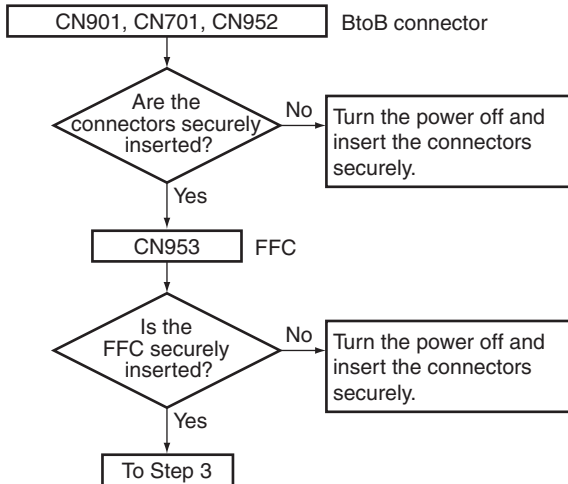 CN901, CN701, CN952
BtoB connector
Are the
connectors securely
inserted?
No
Turn the power off and
insert the connectors
securely.
Yes
CN953
FFC
Is the
FFC securely
inserted?
No
Turn the power off and
insert the connectors
securely.
Yes
To Step 3